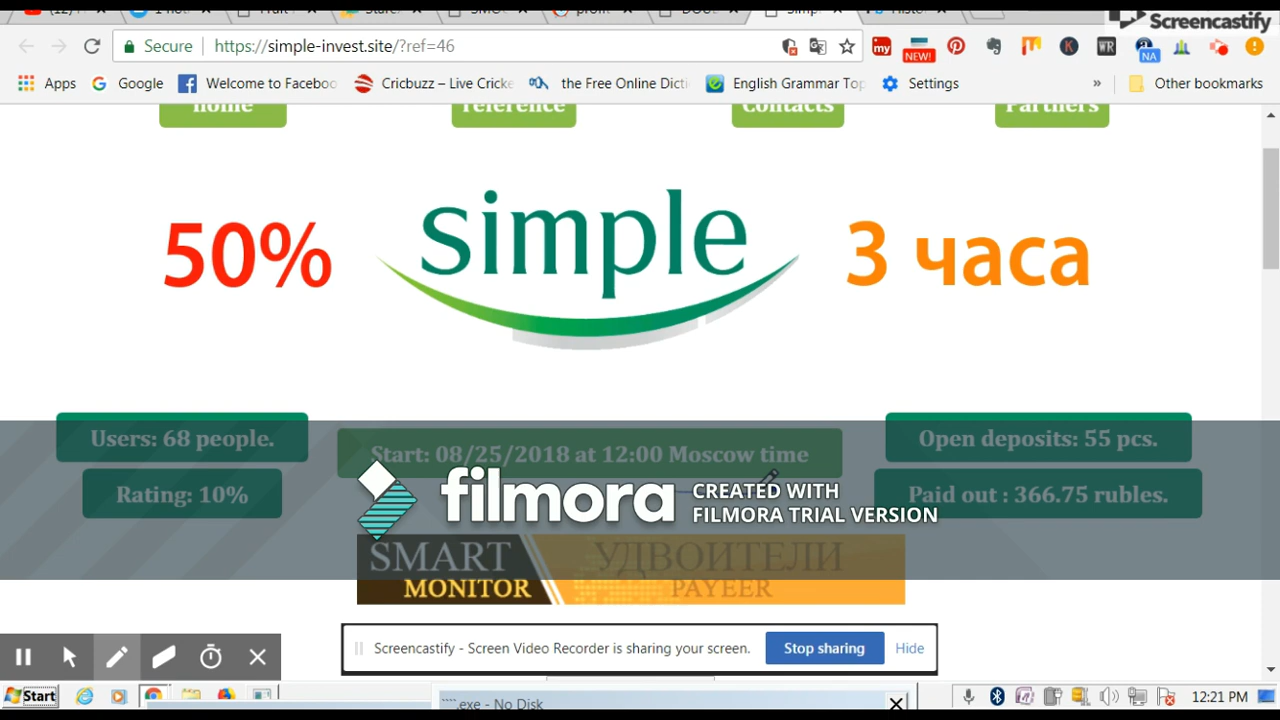 Screencastify
Secure https://simple-invest.site/?ref=46
my NEW! K WR NA
Apps Google Welcome to Faceboo Cricbuzz – Live Cricke the Free Online Dicti English Grammar Top Settings » Other bookmarks
home reference Contacts Partners
50% simple 3 часа
Users: 68 people.
Start: 08/25/2018 at 12:00 Moscow time
Open deposits: 55 pcs.
Rating: 10%
Paid out : 366.75 rubles.
filmora CREATED WITH
FILMORA TRIAL VERSION
SMART УДВОИТЕЛИ
MONITOR PAYEER
Screencastify - Screen Video Recorder is sharing your screen. Stop sharing Hide
Start 12:21 PM
````.exe - No Disk